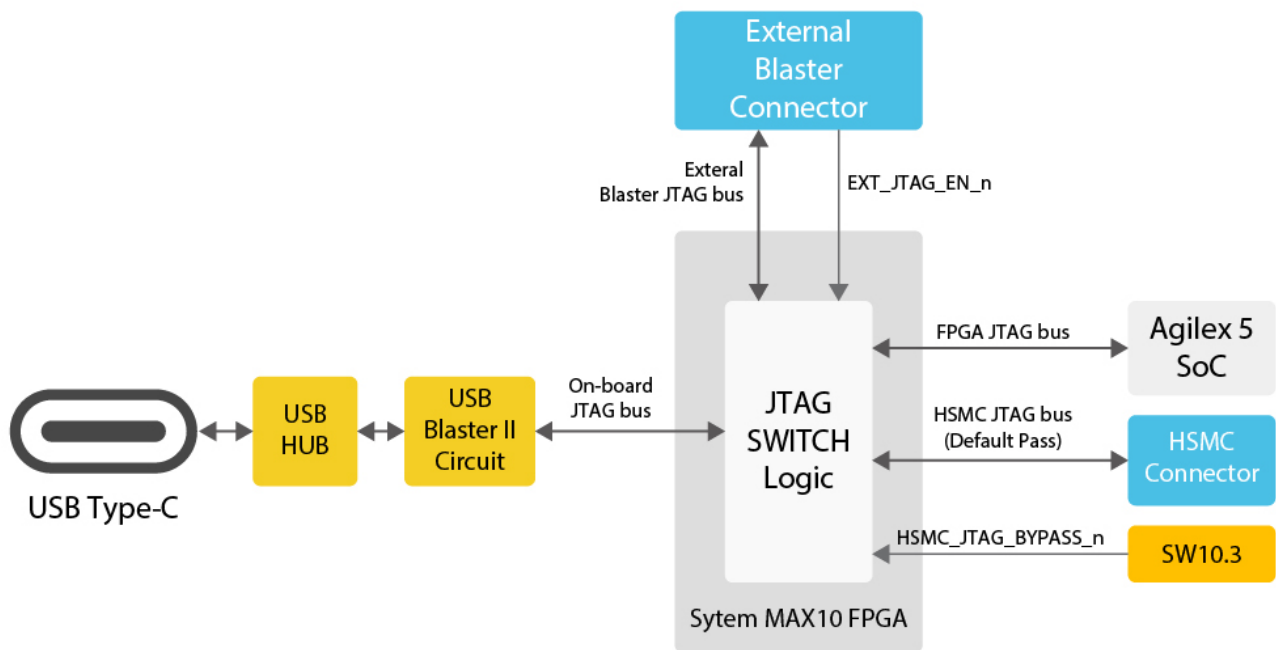 External
Blaster
Connector
Exteral
Blaster JTAG bus
EXT_JTAG_EN_n
FPGA JTAG bus
Agilex 5
SoC
USB
HUB
USB
Blaster II
Circuit
On-board
JTAG bus
JTAG
SWITCH
Logic
HSMC JTAG bus
(Default Pass)
HSMC
Connector
USB Type-C
HSMC_JTAG_BYPASS_n
SW10.3
Sytem MAX10 FPGA